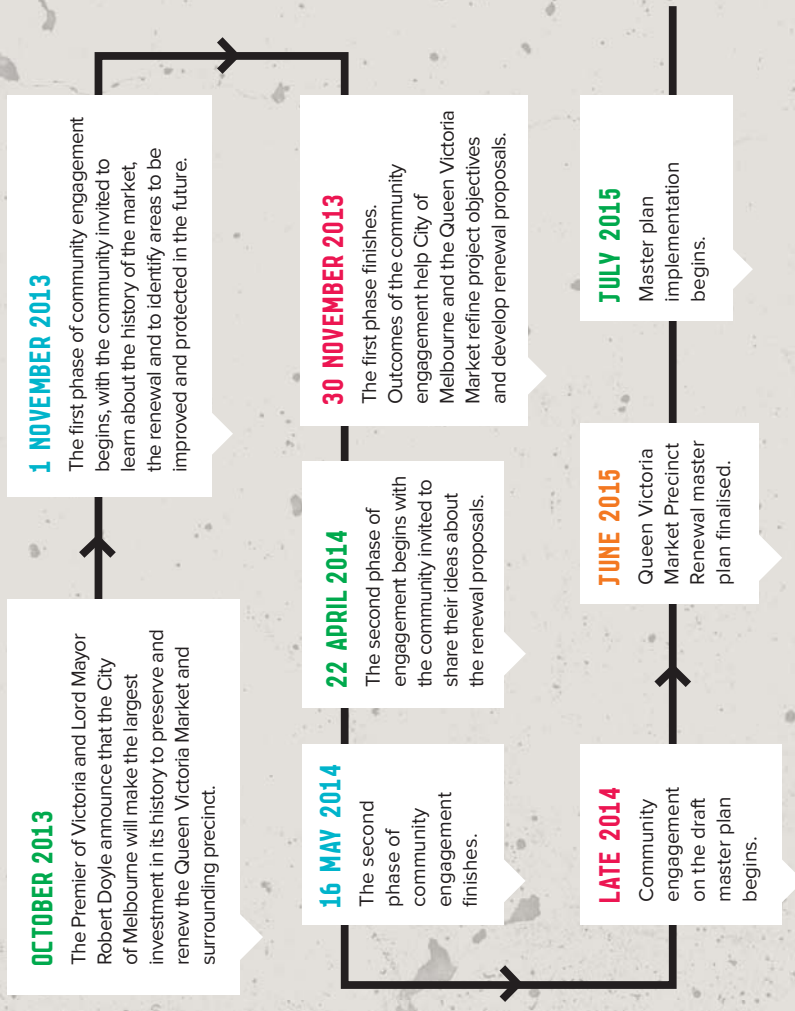 OCTOBER 2013
The Premier of Victoria and Lord Mayor
Robert Doyle announce that the City
of Melbourne will make the largest
investment in its history to preserve and
renew the Queen Victoria Market and
surrounding precinct.
1 NOVEMBER 2013
The first phase of community engagement
begins, with the community invited to
learn about the history of the market,
the renewal and to identify areas to be
improved and protected in the future.
30 NOVEMBER 2013
The first phase finishes.
Outcomes of the community
engagement help City of
Melbourne and the Queen Victoria
Market refine project objectives
and develop renewal proposals.
22 APRIL 2014
The second phase of
engagement begins with
the community invited to
share their ideas about
the renewal proposals.
16 MAY 2014
The second
phase of
community
engagement
finishes.
LATE 2014
Community
engagement
on the draft
master plan
begins.
JUNE 2015
Queen Victoria
Market Precinct
Renewal master
plan finalised.
JULY 2015
Master plan
implementation
begins.